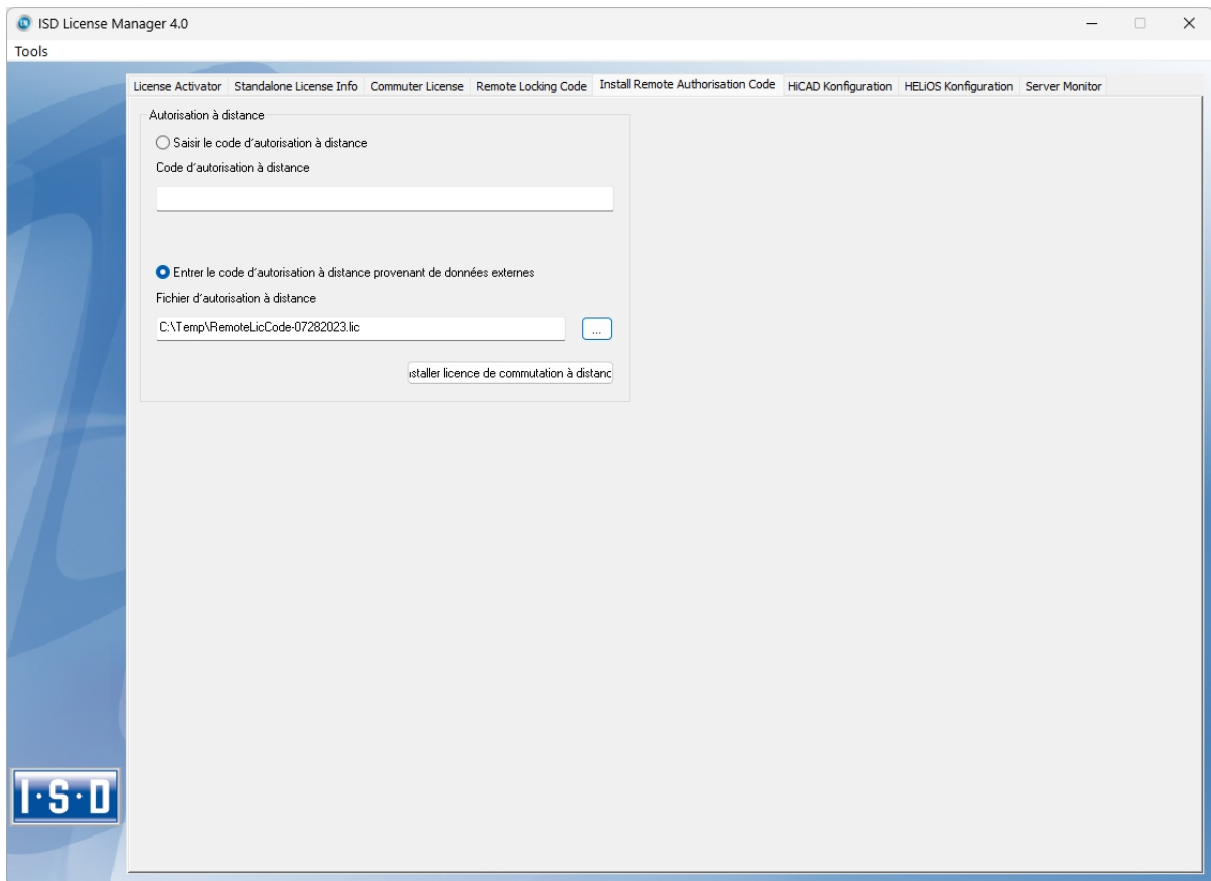 ISD License Manager 4.0
Tools
License Activator Standalone License Info Commuter License Remote Locking Code Install Remote Authorisation Code HiCAD Konfiguration HELiOS Konfiguration Server Monitor
Autorisation à distance
Saisir le code d´autorisation à distance
Code d´autorisation à distance
Entrer le code d´autorisation à distance provenant de données externes
Fichier d´autorisation à distance
C:\Temp\RemoteLicCode-07282023.lic
...
staller licence de commutation à distanc
I·S·D